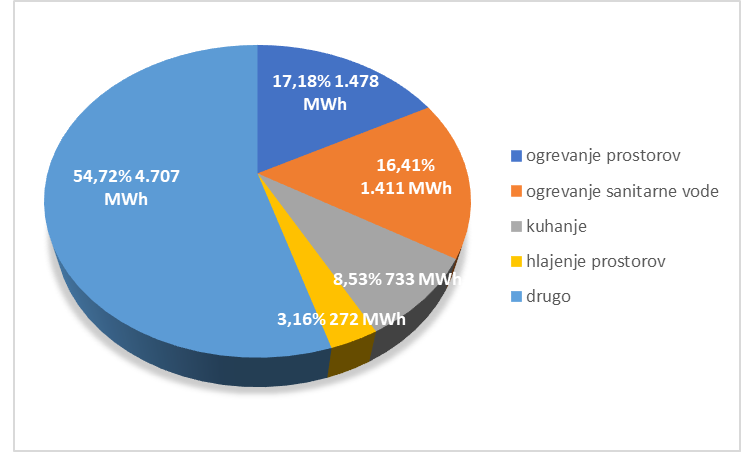 17,18% 1.478
MWh
16,41%
1.411 MWh
8,53% 733 MWh
3,16% 272 MWh
54,72% 4.707
MWh
ogrevanje prostorov
ogrevanje sanitarne vode
kuhanje
hlajenje prostorov
drugo